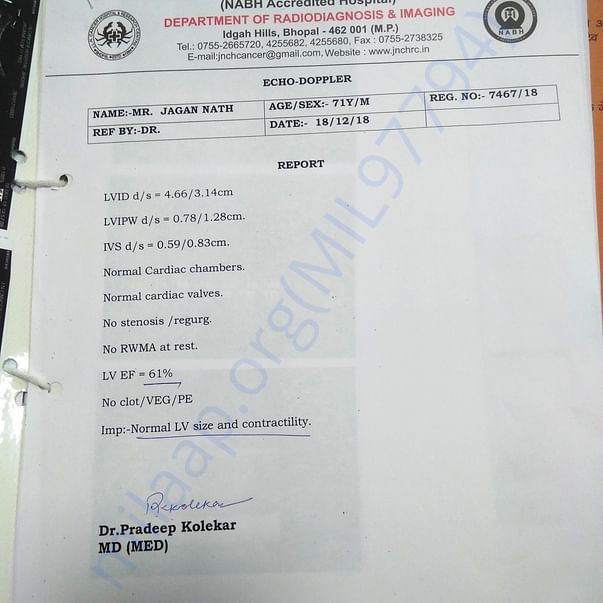 (NABH Accredited Hospital)
DEPARTMENT OF RADIODIAGNOSIS & IMAGING
Idgah Hills, Bhopal - 462 001 (M.P.)
Tel.: 0755-2665720, 4255682, 4255680, Fax : 0755-2738325
E-mail:jnchcancer@gmail.com, Website : www.jnchrc.in
NABH
ECHO-DOPPLER
NAME:-MR. JAGAN NATH AGE/SEX:- 71Y/M REG. NO:- 7467/18
REF BY:-DR. DATE:- 18/12/18
REPORT
LVID d/s = 4.66/3.14cm
LVIPW d/s = 0.78/1.28cm.
IVS d/s = 0.59/0.83cm.
Normal Cardiac chambers.
Normal cardiac valves.
No stenosis /regurg.
No RWMA at rest.
LV EF = 61%
No clot/VEG/PE
Imp:-Normal LV size and contractility.
Dr.Pradeep Kolekar
MD (MED)
milaap.org(MIL97794)